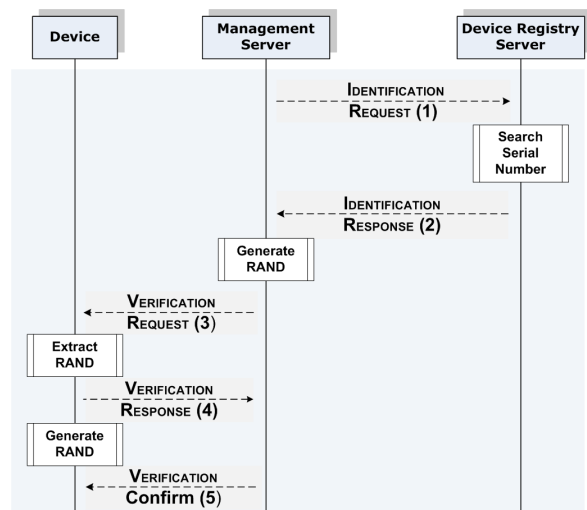 Device
Management
Server
Device Registry
Server
IDENTIFICATION
REQUEST (1)
Search
Serial
Number
IDENTIFICATION
RESPONSE (2)
Generate
RAND
VERIFICATION
REQUEST (3)
Extract
RAND
VERIFICATION
RESPONSE (4)
Generate
RAND
VERIFICATION
Confirm (5)